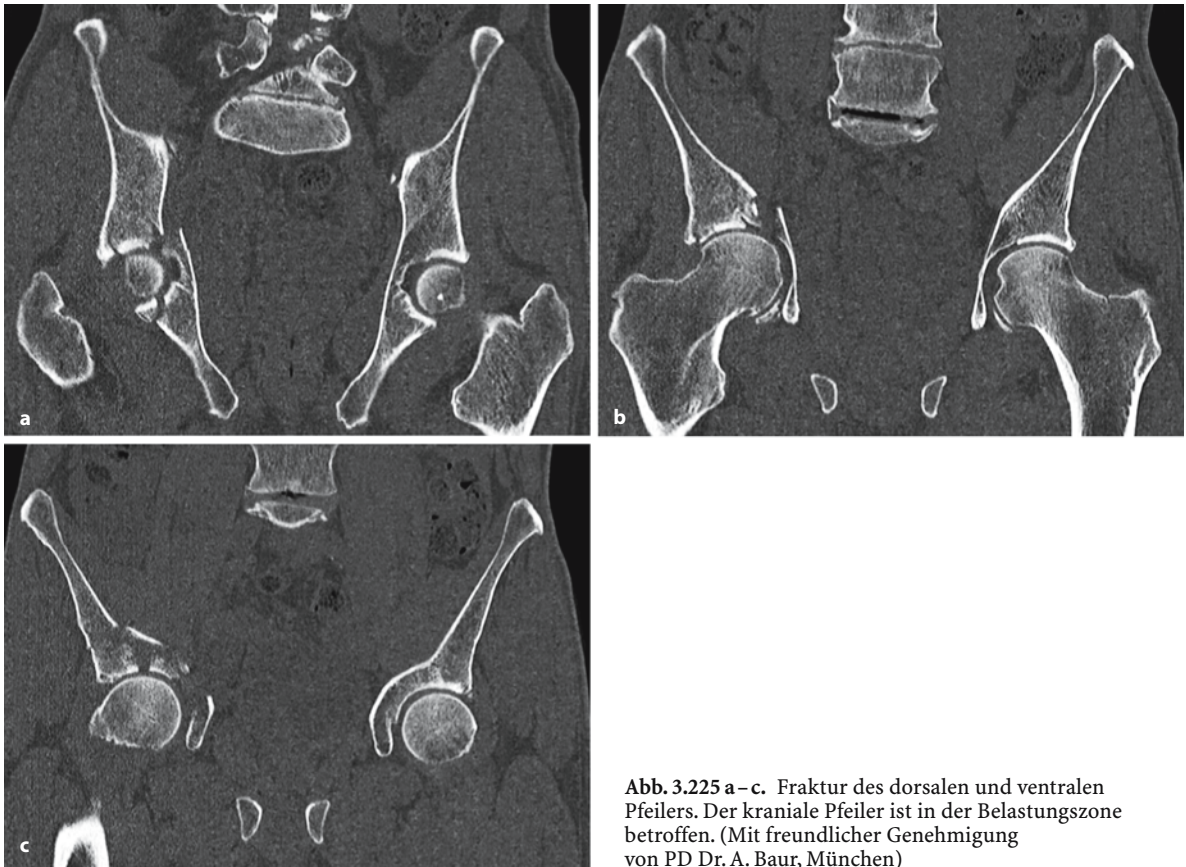 a
b
c
Abb. 3.225 a – c. Fraktur des dorsalen und ventralen
Pfeilers. Der kraniale Pfeiler ist in der Belastungszone
betroffen. (Mit freundlicher Genehmigung
von PD Dr. A. Baur, München)